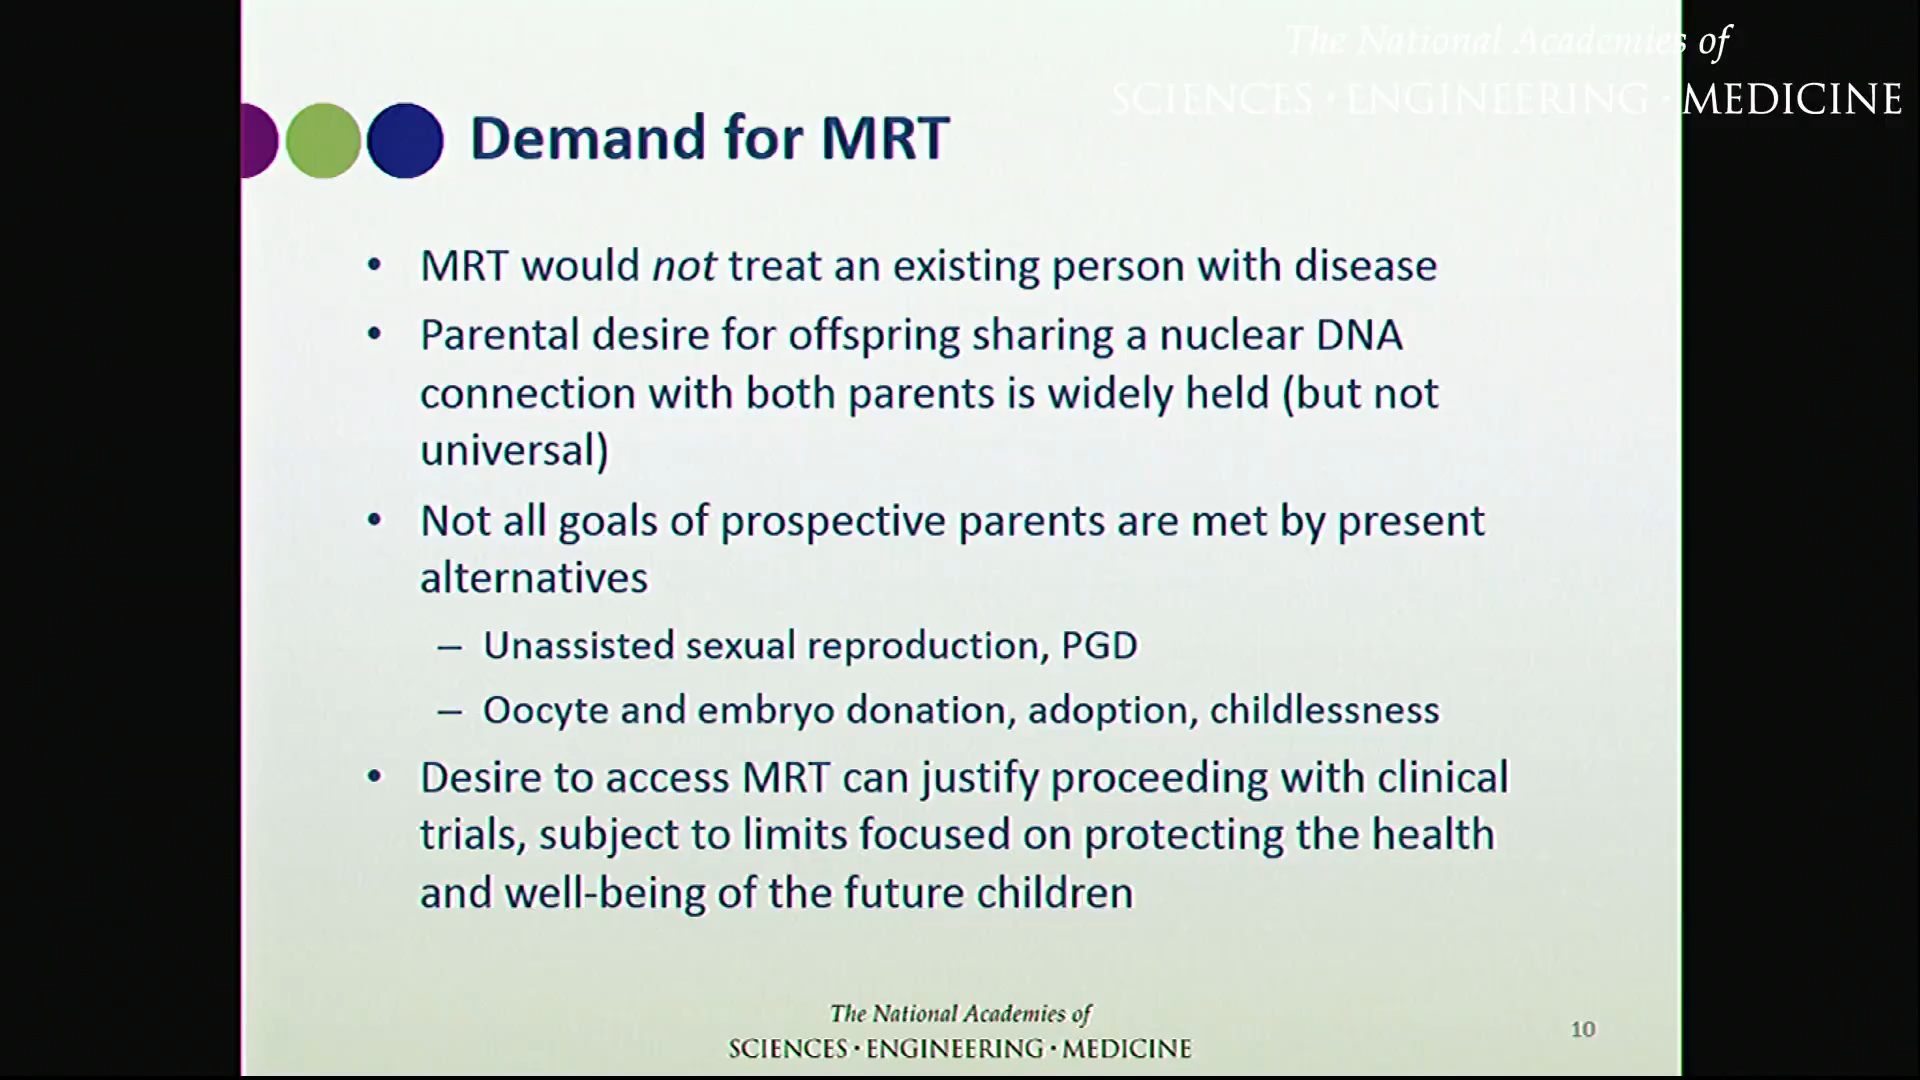 The National Academies of
SCIENCES · ENGINEERING · MEDICINE
Demand for MRT
• MRT would not treat an existing person with disease
• Parental desire for offspring sharing a nuclear DNA
connection with both parents is widely held (but not
universal)
• Not all goals of prospective parents are met by present
alternatives
– Unassisted sexual reproduction, PGD
– Oocyte and embryo donation, adoption, childlessness
• Desire to access MRT can justify proceeding with clinical
trials, subject to limits focused on protecting the health
and well-being of the future children
The National Academies of
SCIENCES · ENGINEERING · MEDICINE
10